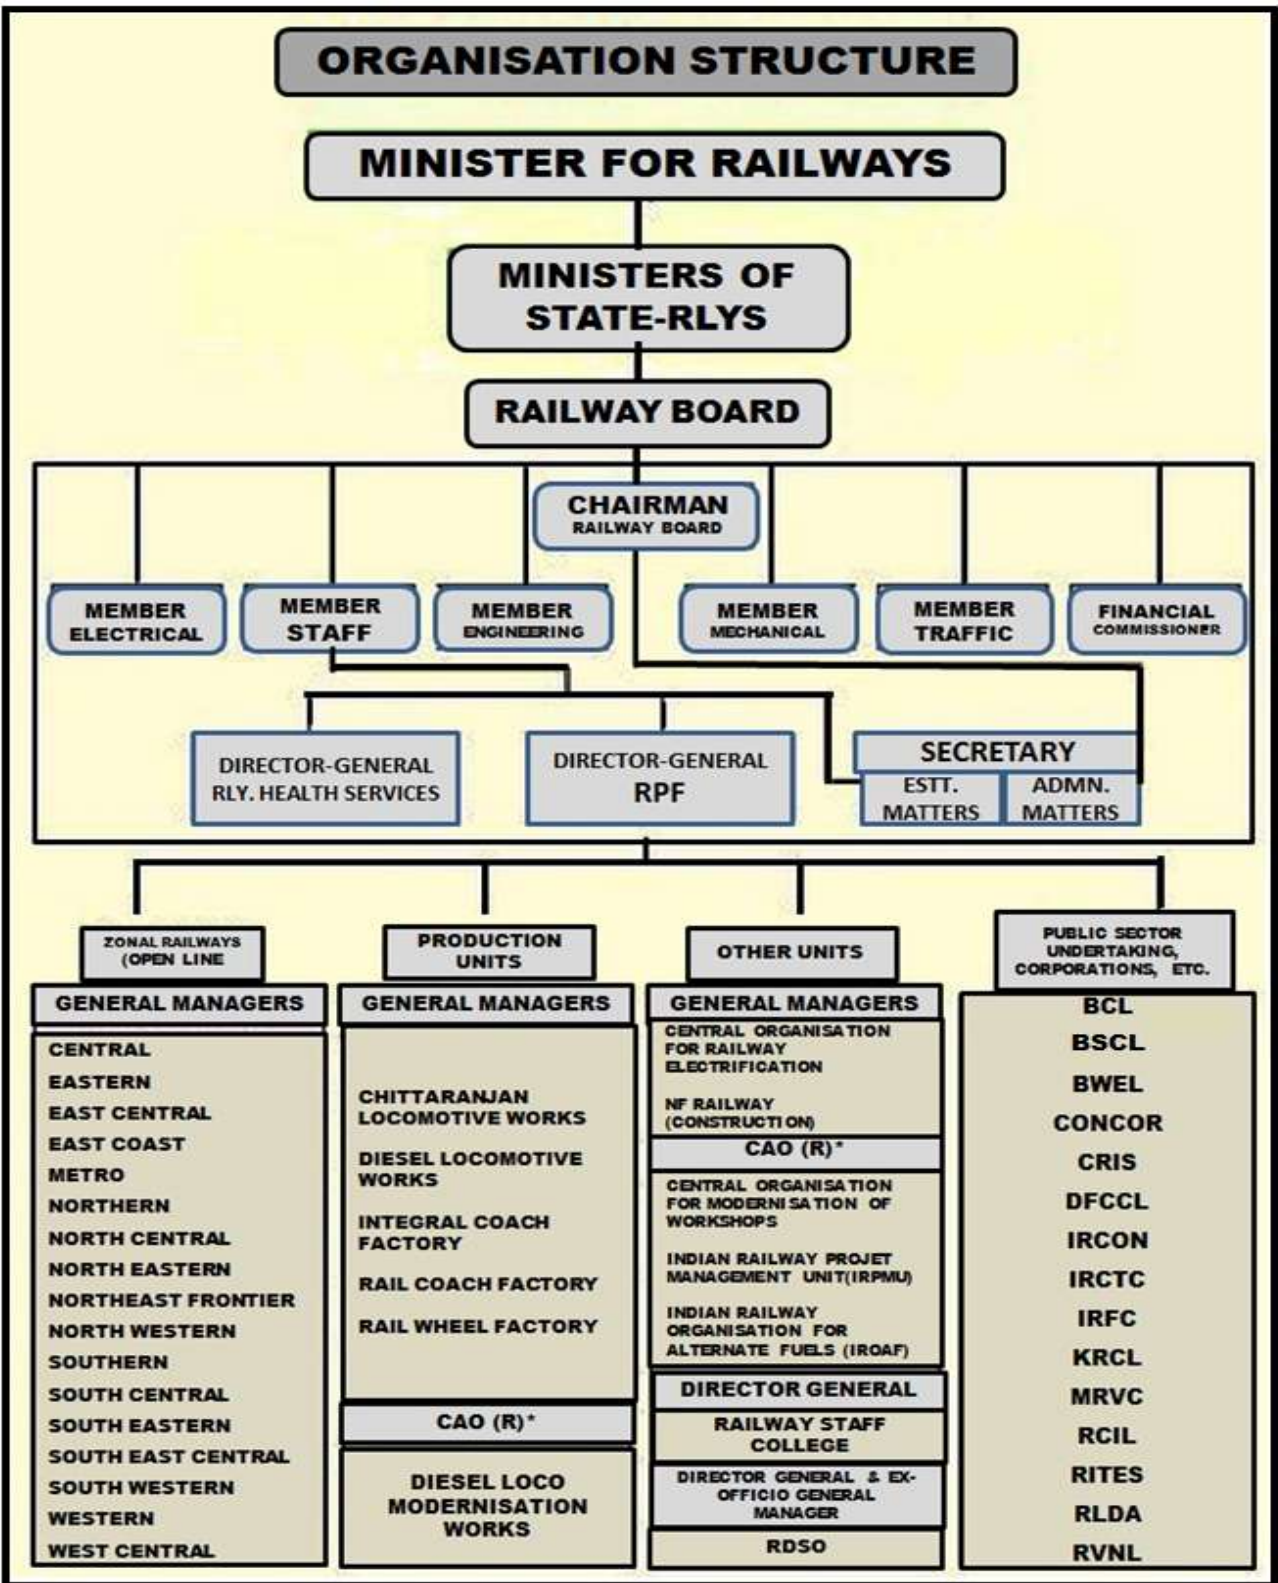 ORGANISATION STRUCTURE
MINISTER FOR RAILWAYS
MINISTERS OF
STATE-RLYS
RAILWAY BOARD
CHAIRMAN
RAILWAY BOARD
MEMBER
ELECTRICAL
MEMBER
STAFF
MEMBER
ENGINEERING
MEMBER
MECHANICAL
MEMBER
TRAFFIC
FINANCIAL
COMMISSIONER
DIRECTOR-GENERAL
RLY. HEALTH SERVICES
DIRECTOR-GENERAL
RPF
SECRETARY
ESTT.
MATTERS
ADMN.
MATTERS
ZONAL RAILWAYS
(OPEN LINE
GENERAL MANAGERS
CENTRAL
EASTERN
EAST CENTRAL
EAST COAST
METRO
NORTHERN
NORTH CENTRAL
NORTH EASTERN
NORTHEAST FRONTIER
NORTH WESTERN
SOUTHERN
SOUTH CENTRAL
SOUTH EASTERN
SOUTH EAST CENTRAL
SOUTH WESTERN
WESTERN
WEST CENTRAL
PRODUCTION
UNITS
GENERAL MANAGERS
CHITTARANJAN
LOCOMOTIVE WORKS
DIESEL LOCOMOTIVE
WORKS
INTEGRAL COACH
FACTORY
RAIL COACH FACTORY
RAIL WHEEL FACTORY
CAO (R)*
DIESEL LOCO
MODERNISATION
WORKS
OTHER UNITS
GENERAL MANAGERS
CENTRAL ORGANISATION
FOR RAILWAY
ELECTRIFICATION
NF RAILWAY
(CONSTRUCTION)
CAO (R)*
CENTRAL ORGANISATION
FOR MODERNISATION OF
WORKSHOPS
INDIAN RAILWAY PROJET
MANAGEMENT UNIT(IRPMU)
INDIAN RAILWAY
ORGANISATION FOR
ALTERNATE FUELS (IROAF)
DIRECTOR GENERAL
RAILWAY STAFF
COLLEGE
DIRECTOR GENERAL & EX-
OFFICIO GENERAL
MANAGER
RDSO
PUBLIC SECTOR
UNDERTAKING,
CORPORATIONS, ETC.
BCL
BSCL
BWEL
CONCOR
CRIS
DFCCL
IRCON
IRCTC
IRFC
KRCL
MRVC
RCIL
RITES
RLDA
RVNL